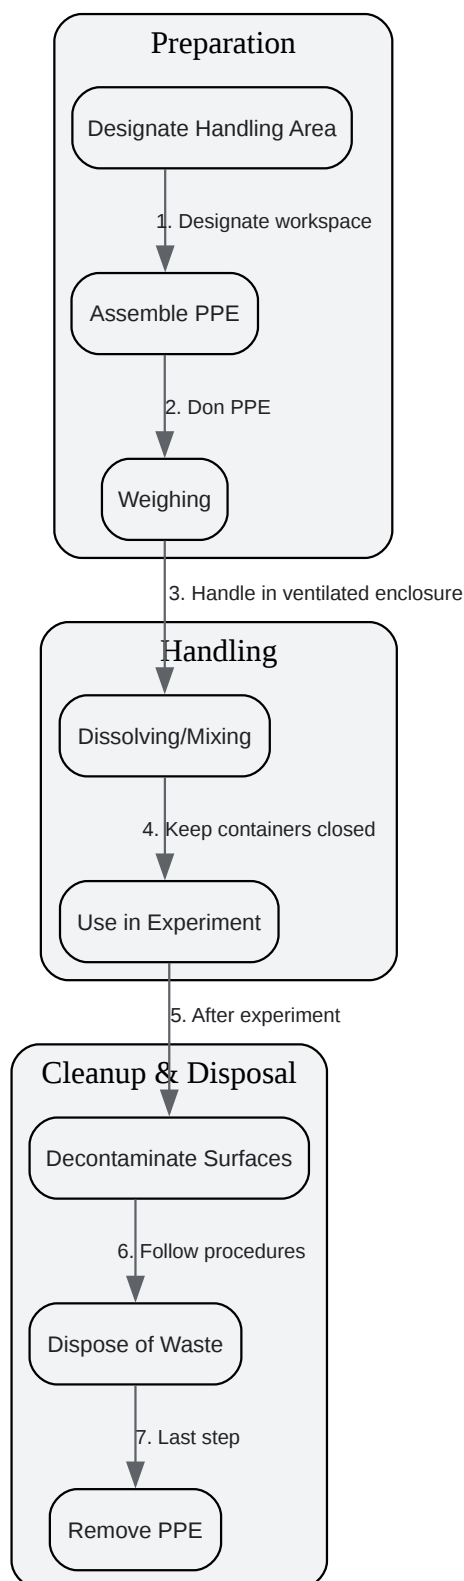 Preparation
Designate Handling Area
1. Designate workspace
Assemble PPE
2. Don PPE
Weighing
3. Handle in ventilated enclosure
Handling
Dissolving/Mixing
4. Keep containers closed
Use in Experiment
5. After experiment
Cleanup & Disposal
Decontaminate Surfaces
6. Follow procedures
Dispose of Waste
7. Last step
Remove PPE